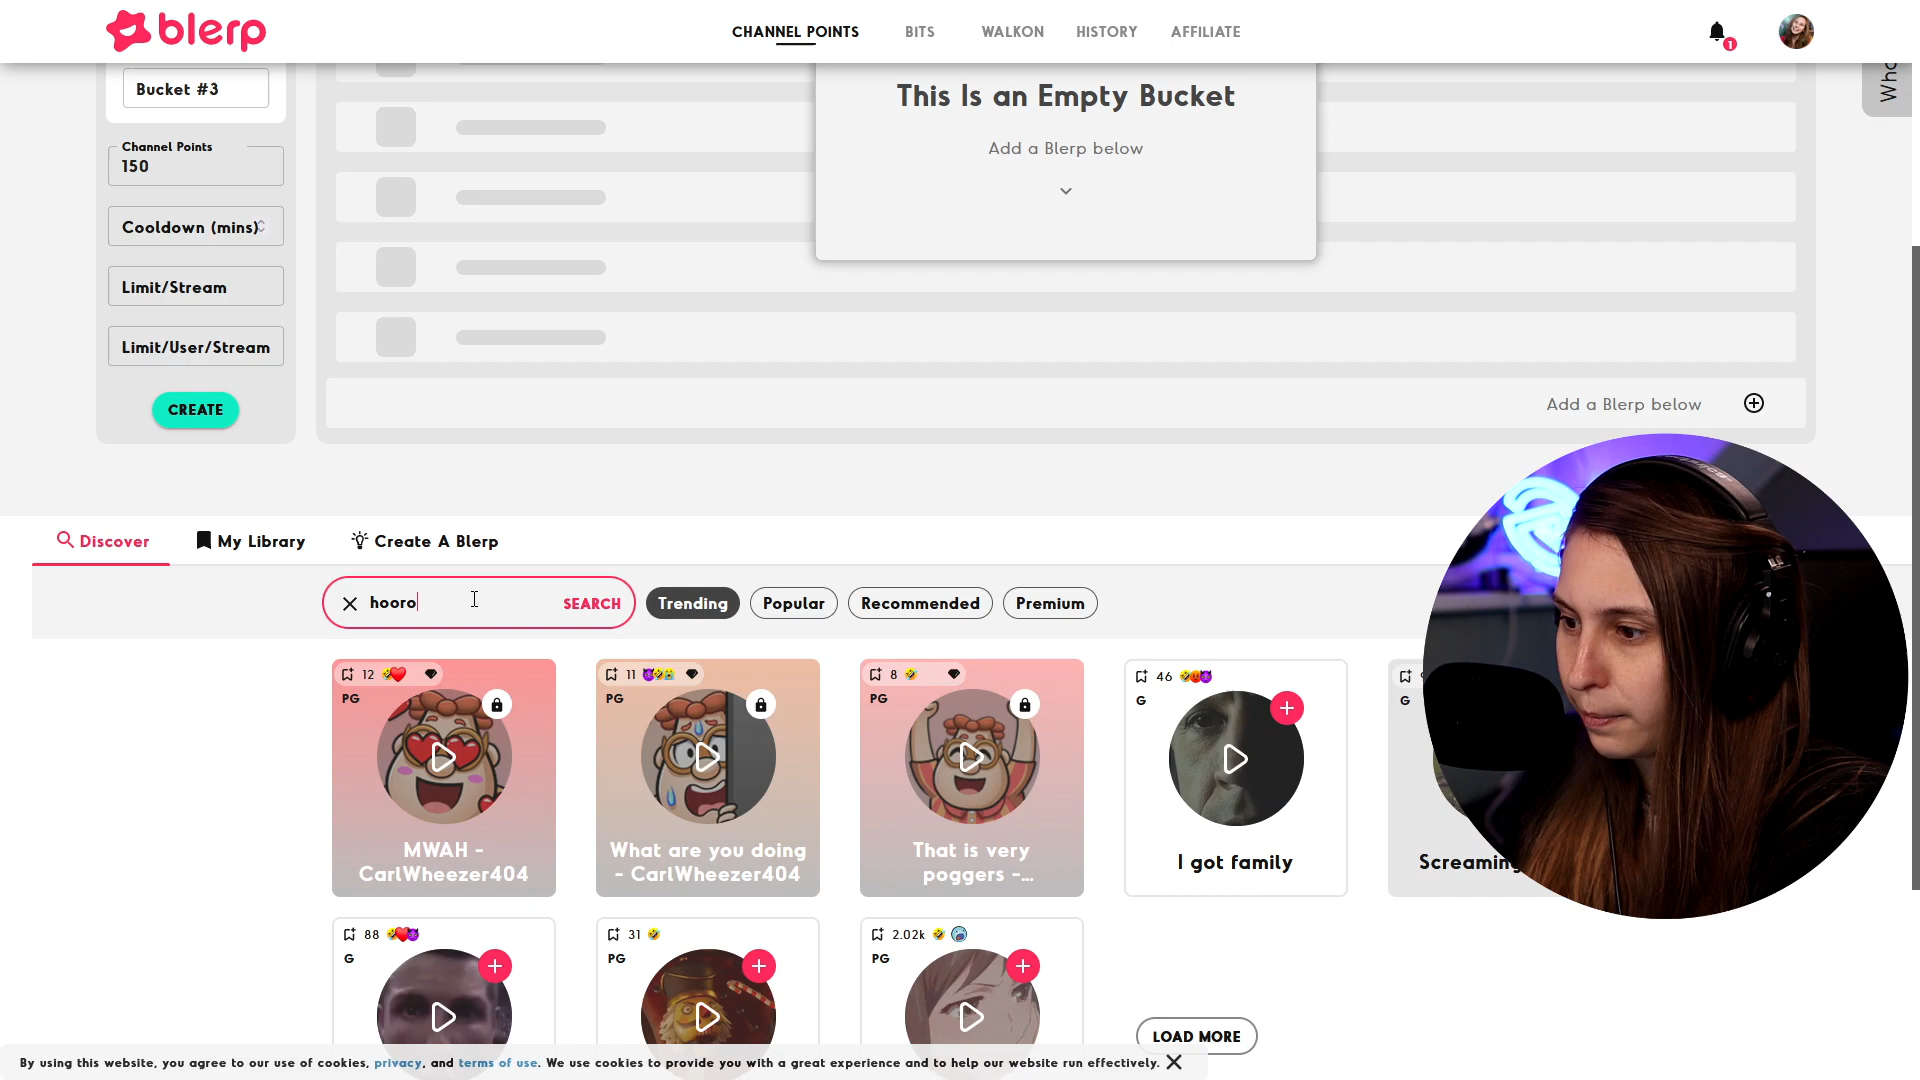 blerp
CHANNEL POINTS
BITS
WALKON
HISTORY
AFFILIATE
1
Bucket #3
Channel Points
150
Cooldown (mins)
Limit/Stream
Limit/User/Stream
CREATE
This Is an Empty Bucket
Add a Blerp below
Add a Blerp below
Discover
My Library
Create A Blerp
hooro
SEARCH
Trending
Popular
Recommended
Premium
12
PG
MWAH -
CarlWheezer404
11
PG
What are you doing
- CarlWheezer404
8
PG
That is very
poggers -...
46
G
I got family
G
Screaming
88
G
31
PG
2.02k
PG
LOAD MORE
By using this website, you agree to our use of cookies, privacy, and terms of use. We use cookies to provide you with a great experience and to help our website run effectively.